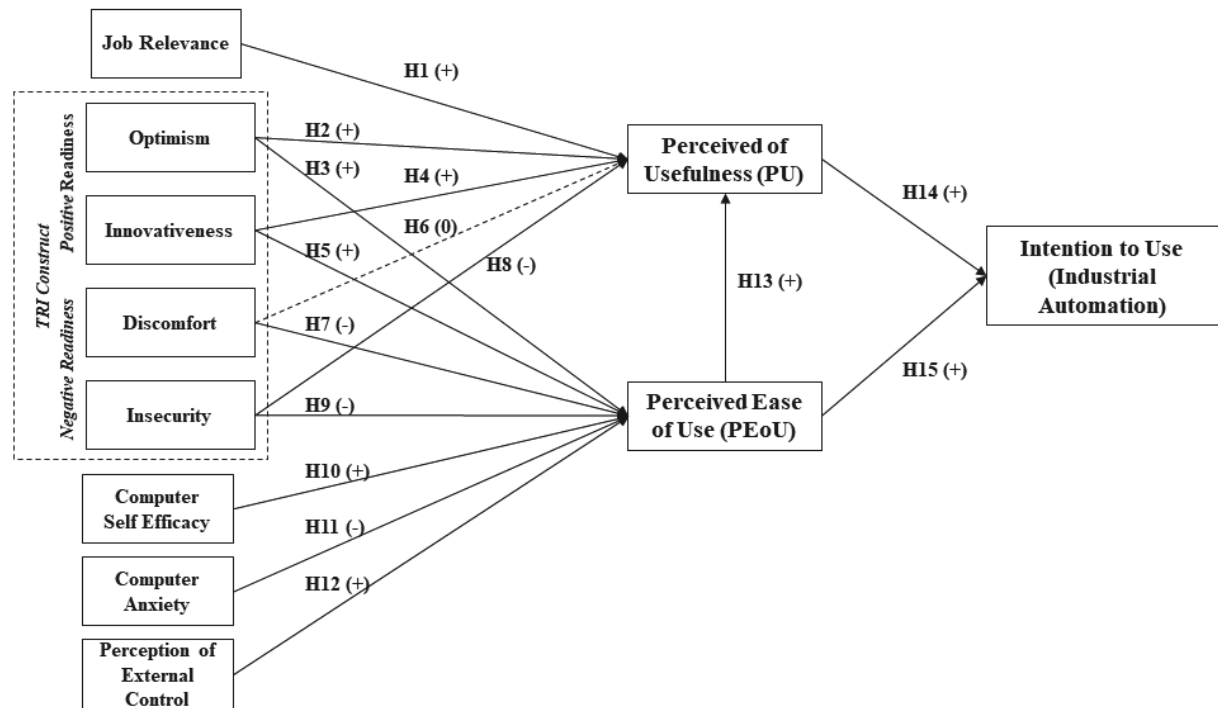 Job Relevance
H1 (+)
TRI Construct
Positive Readiness
Negative Readiness
Optimism
H2 (+)
H3 (+)
Innovativeness
H4 (+)
H5 (+)
Discomfort
H6 (0)
H7 (-)
Insecurity
H8 (-)
H9 (-)
Computer
Self Efficacy
H10 (+)
Computer
Anxiety
H11 (-)
Perception of
External
Control
H12 (+)
Perceived of
Usefulness (PU)
H13 (+)
Perceived Ease
of Use (PEoU)
H14 (+)
H15 (+)
Intention to Use
(Industrial
Automation)